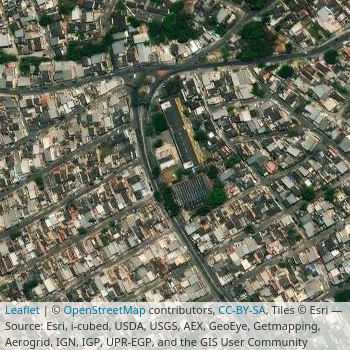 Leaflet | © OpenStreetMap contributors, CC-BY-SA, Tiles © Esri —
Source: Esri, i-cubed, USDA, USGS, AEX, GeoEye, Getmapping,
Aerogrid, IGN, IGP, UPR-EGP, and the GIS User Community